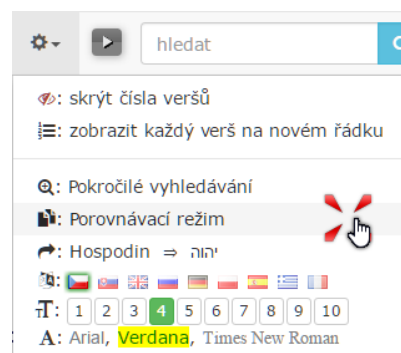 hledat
: skrýt čísla veršů
: zobrazit každý verš na novém řádku
: Pokročilé vyhledávání
: Porovnávací režim
: Hospodin ⇒ יהוה
:
T: 1 2 3 4 5 6 7 8 9 10
A: Arial, Verdana, Times New Roman